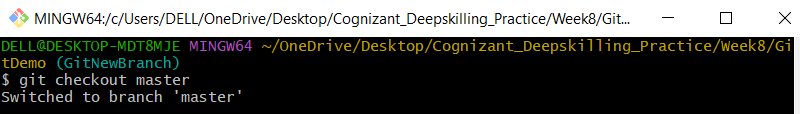 MINGW64:/c/Users/DELL/OneDrive/Desktop/Cognizant_Deepskilling_Practice/Week8/Git...
DELL@DESKTOP-MDT8MJE MINGW64 ~/OneDrive/Desktop/Cognizant_Deepskilling_Practice/Week8/Gi
tDemo (GitNewBranch)
$ git checkout master
Switched to branch 'master'